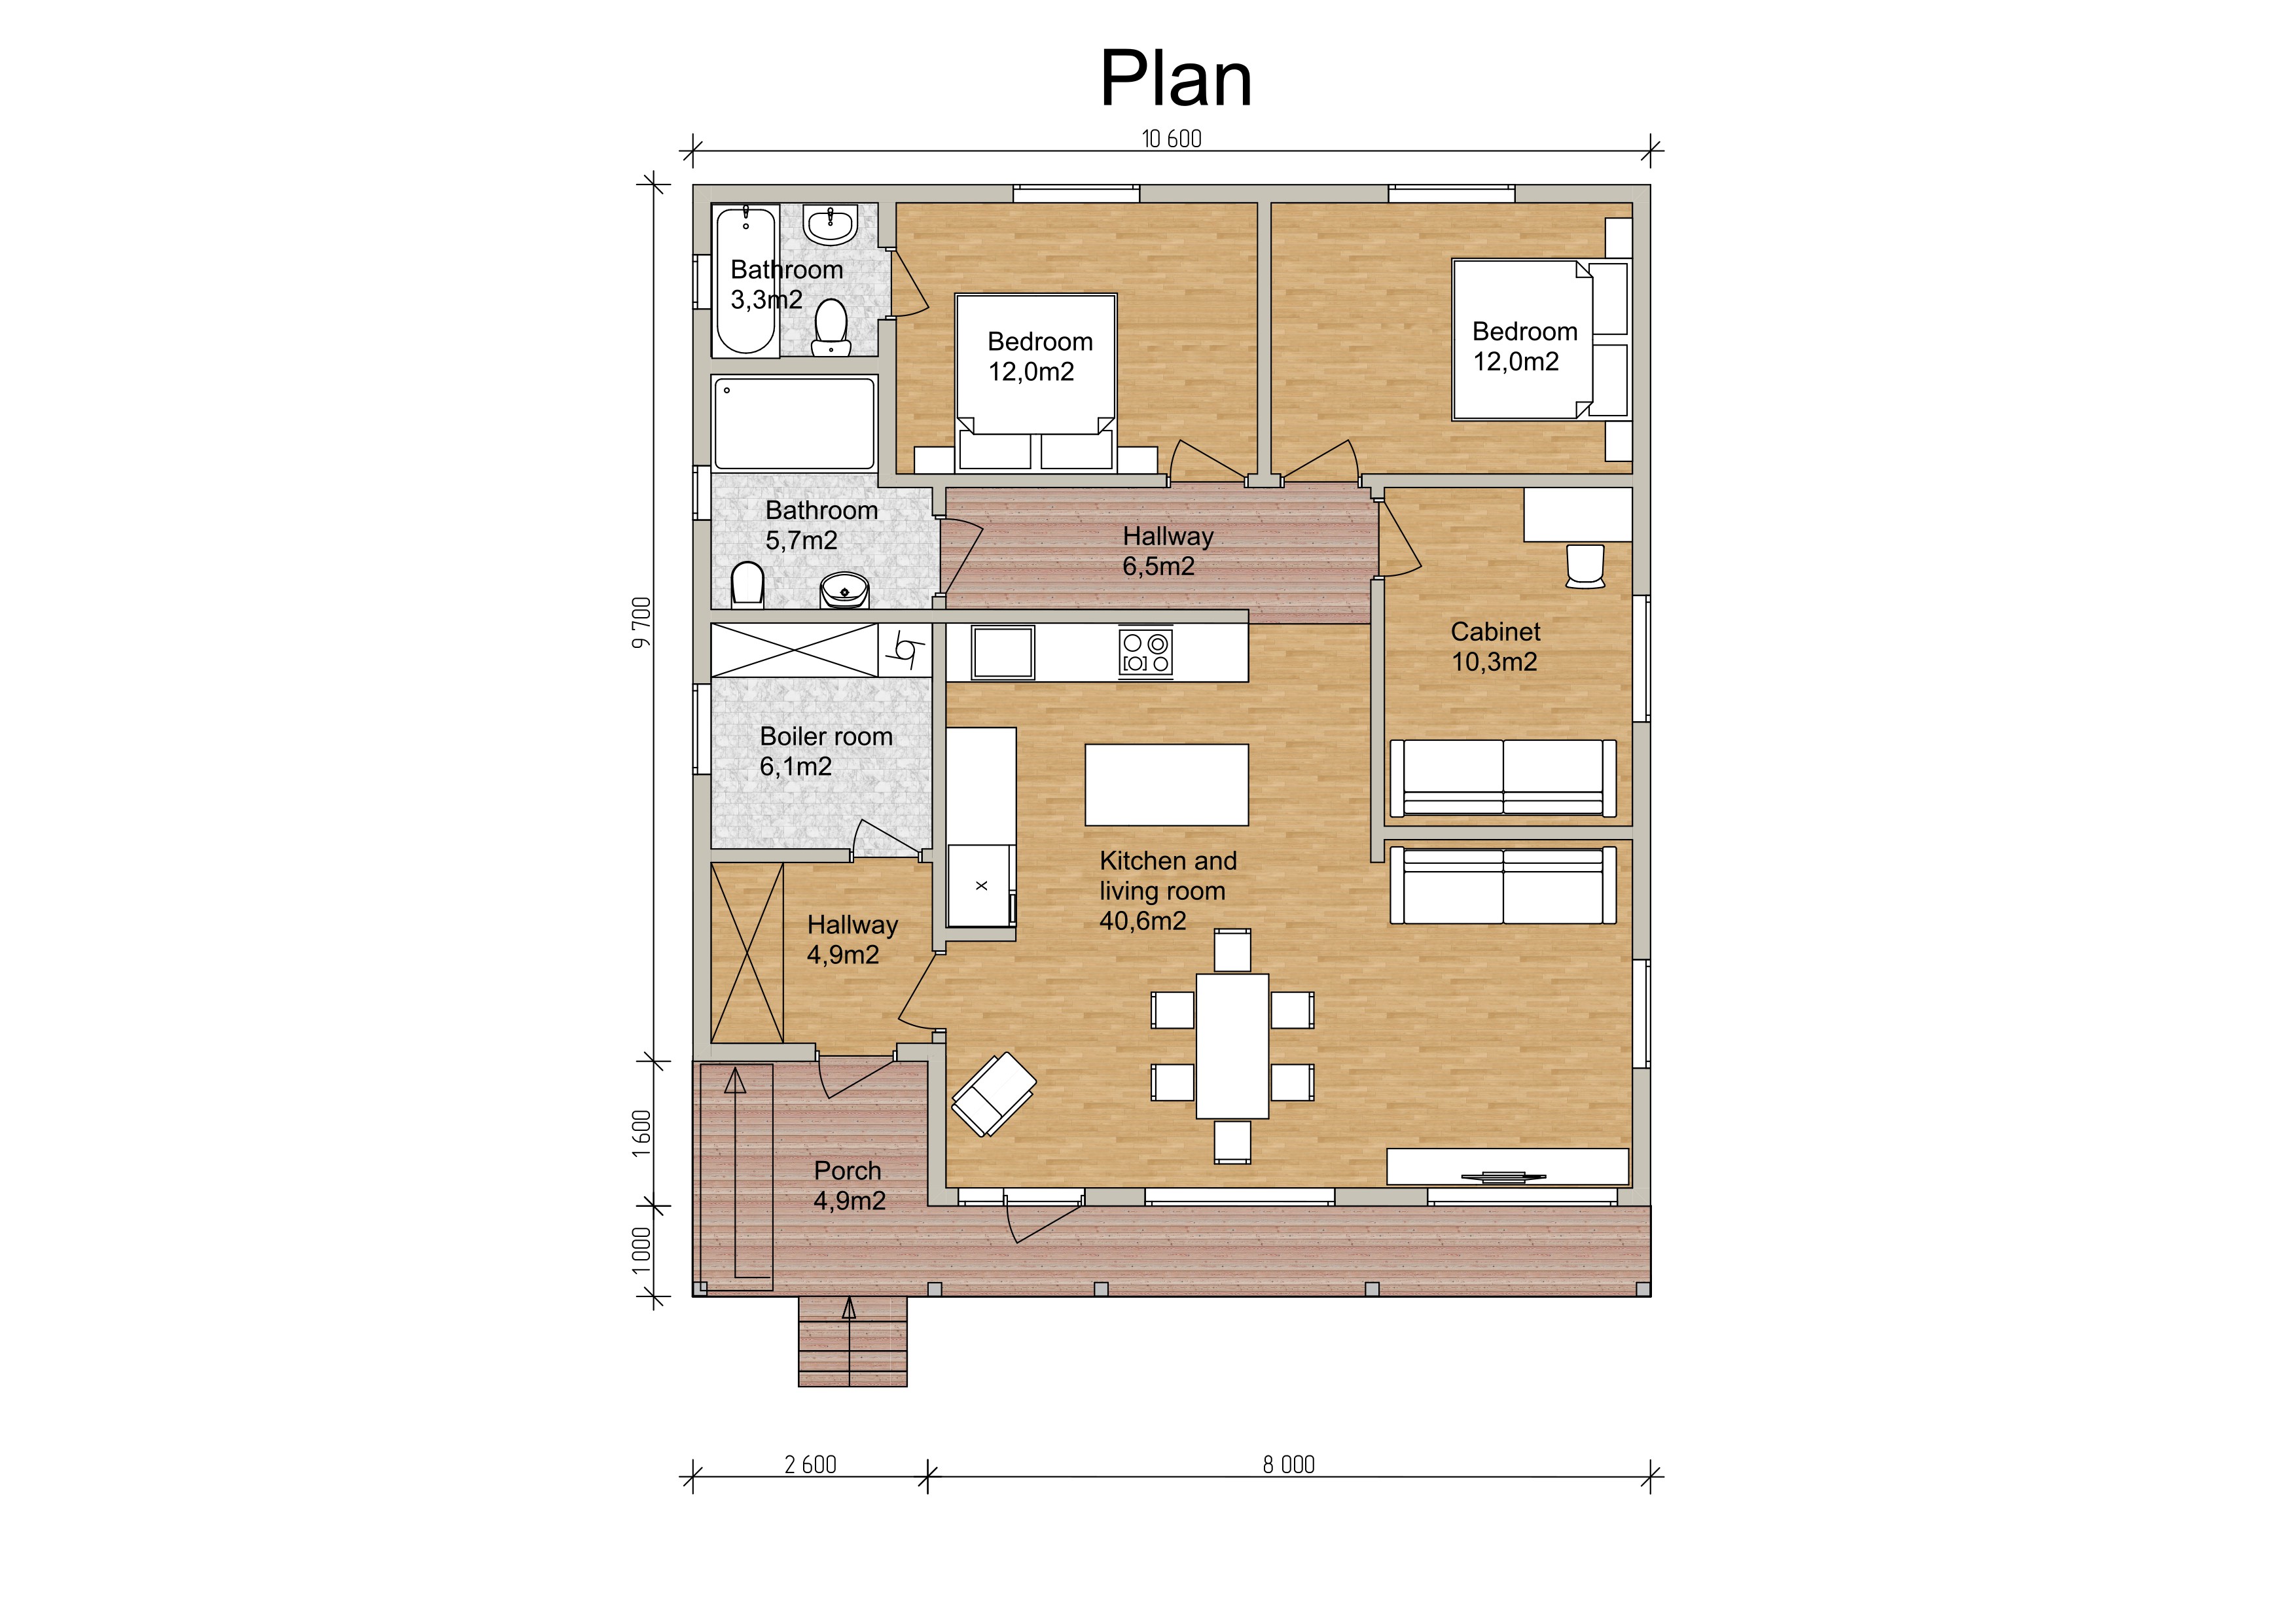 Plan
10 600
Bathroom
3,3m2
Bedroom
12,0m2
Bedroom
12,0m2
Bathroom
5,7m2
Hallway
6,5m2
9 700
Cabinet
10,3m2
Boiler room
6,1m2
Kitchen and
living room
40,6m2
x
Hallway
4,9m2
1 600
Porch
4,9m2
1 000
2 600
8 000